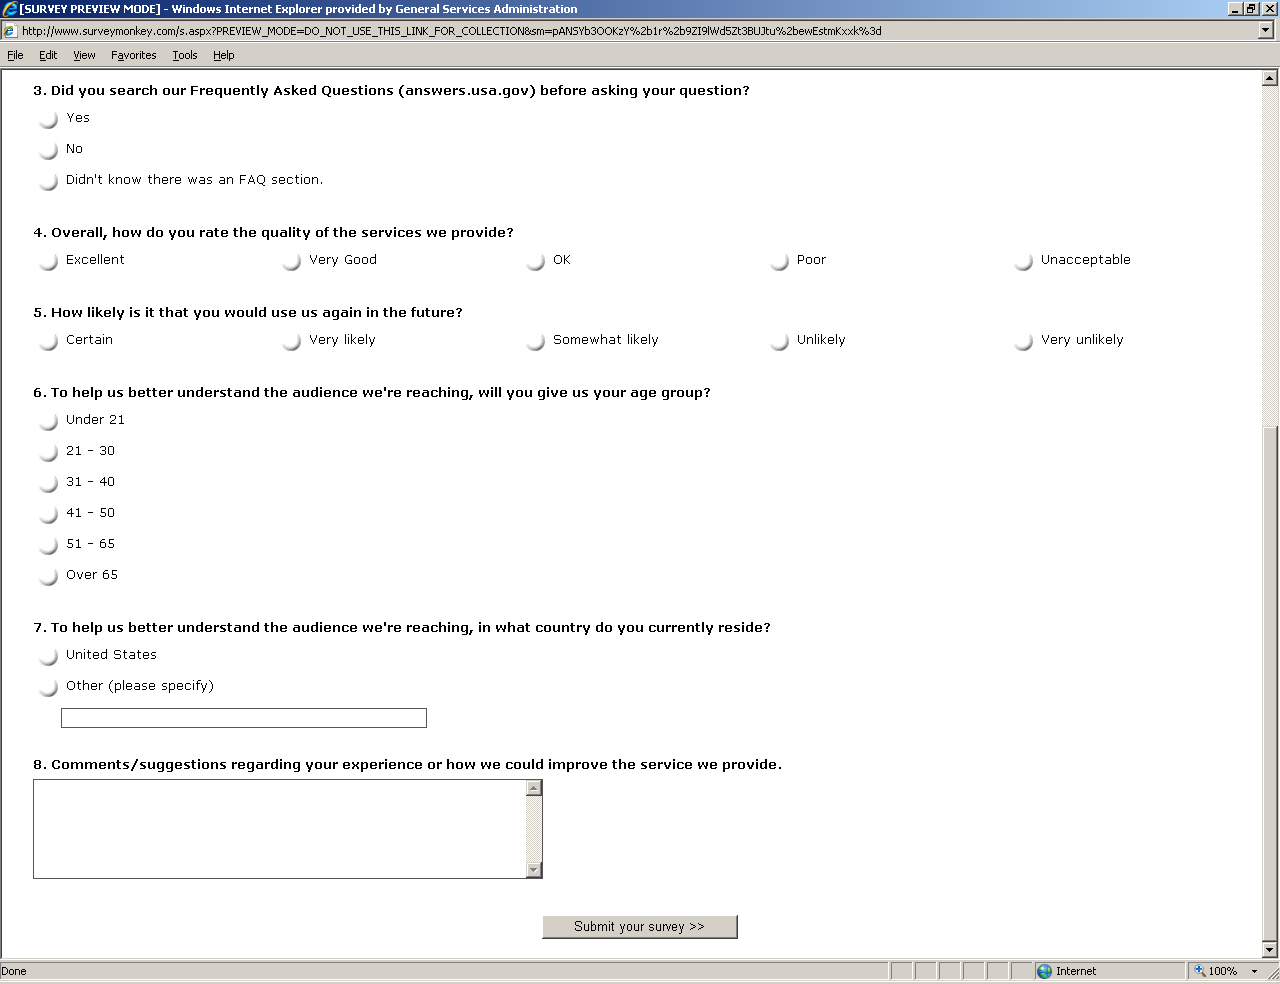 [SURVEY PREVIEW MODE] - Windows Internet Explorer provided by General Services Administration
http://www.surveymonkey.com/s.aspx?PREVIEW_MODE=DO_NOT_USE_THIS_LINK_FOR_COLLECTION&sm=pAN5Yb3OOKzY%2b1r%2b9ZI9lWd5Zt3BUJtu%2bewEstmKxxk%3d
File Edit View Favorites Tools Help
3. Did you search our Frequently Asked Questions (answers.usa.gov) before asking your question?
Yes
No
Didn't know there was an FAQ section.
4. Overall, how do you rate the quality of the services we provide?
Excellent Very Good OK Poor Unacceptable
5. How likely is it that you would use us again in the future?
Certain Very likely Somewhat likely Unlikely Very unlikely
6. To help us better understand the audience we're reaching, will you give us your age group?
Under 21
21 - 30
31 - 40
41 - 50
51 - 65
Over 65
7. To help us better understand the audience we're reaching, in what country do you currently reside?
United States
Other (please specify)
8. Comments/suggestions regarding your experience or how we could improve the service we provide.
Submit your survey >>
Done Internet 100%